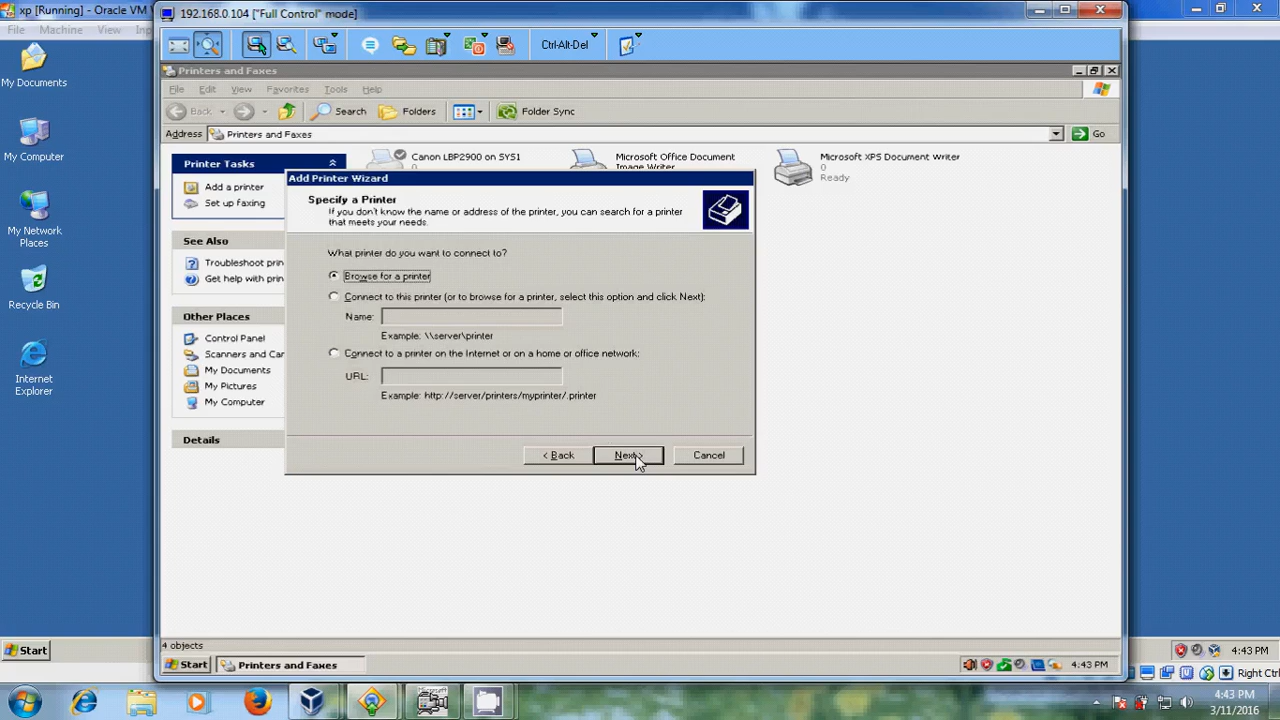 xp [Running] - Oracle VM V
File Machine View Inp
192.168.0.104 ["Full Control" mode]
Ctrl-Alt-Del
Printers and Faxes
File Edit View Favorites Tools Help
Back Search Folders Folder Sync
Address Printers and Faxes Go
Printer Tasks
Add a printer
Set up faxing
See Also
Troubleshoot prin
Get help with prin
Other Places
Control Panel
Scanners and Car
My Documents
My Pictures
My Computer
Details
Canon LBP2900 on SYS1
Microsoft Office Document
Image Writer
Microsoft XPS Document Writer
0
Ready
Add Printer Wizard
Specify a Printer
If you don't know the name or address of the printer, you can search for a printer
that meets your needs.
What printer do you want to connect to?
Browse for a printer
Connect to this printer (or to browse for a printer, select this option and click Next):
Name:
Example: \\server\printer
Connect to a printer on the Internet or on a home or office network:
URL:
Example: http://server/printers/myprinter/.printer
< Back Next > Cancel
My Documents
My Computer
My Network
Places
Recycle Bin
Internet
Explorer
4 objects
Start Printers and Faxes 4:43 PM
Start 4:43 PM
Right Ctrl
4:43 PM
3/11/2016